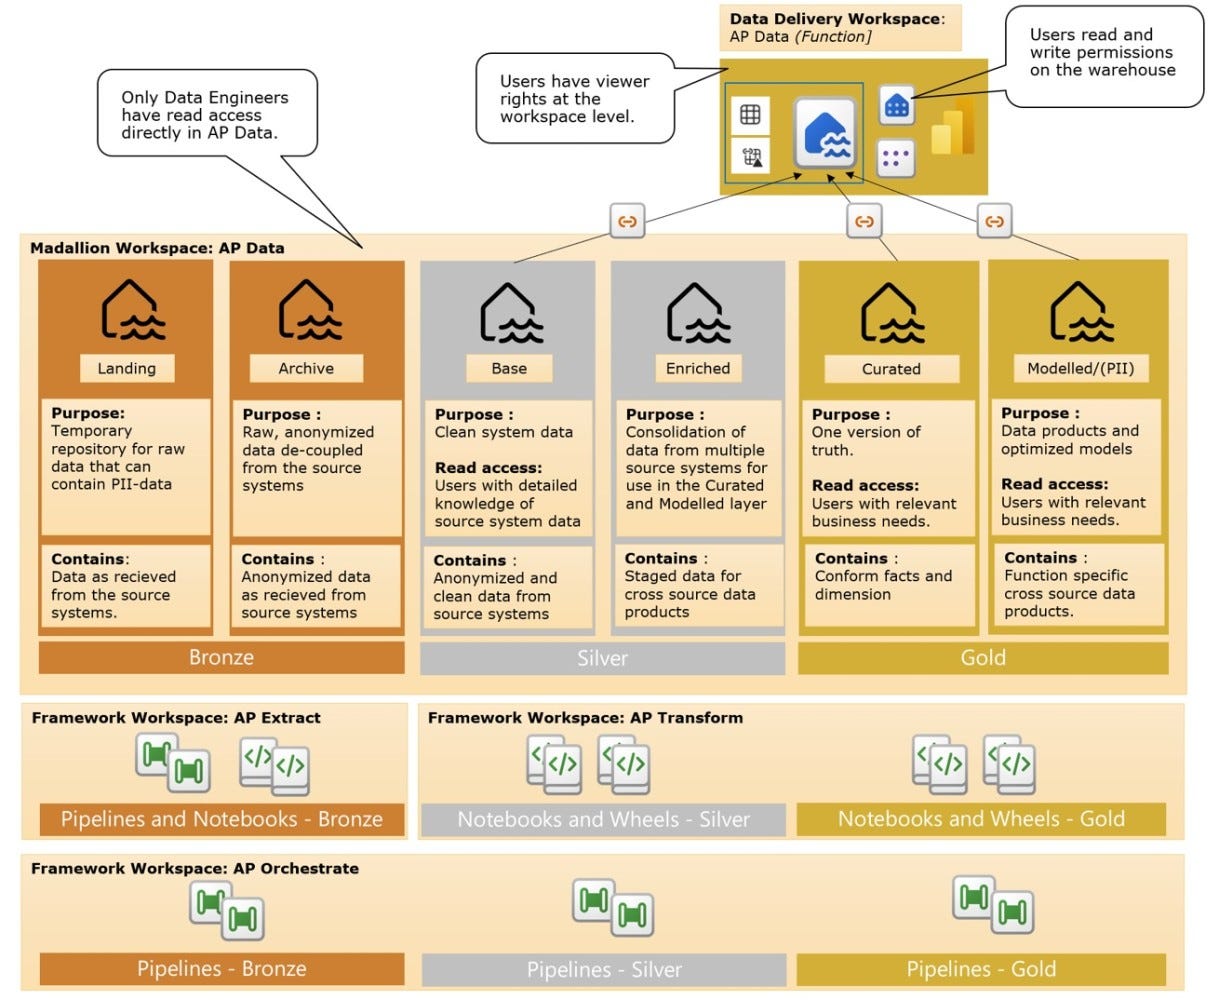 Data Delivery Workspace:
AP Data (Function]
Users read and
write permissions
on the warehouse
Users have viewer
rights at the
workspace level.
Only Data Engineers
have read access
directly in AP Data.
Madallion Workspace: AP Data
Landing
Purpose:
Temporary
repository for raw
data that can
contain PII-data
Contains:
Data as recieved
from the source
systems.
Archive
Purpose :
Raw, anonymized
data de-coupled
from the source
systems
Contains :
Anonymized data
as recieved from
source systems
Bronze
Base
Purpose :
Clean system data
Read access:
Users with detailed
knowledge of
source system data
Contains :
Anonymized and
clean data from
source systems
Enriched
Purpose :
Consolidation of
data from multiple
source systems for
use in the Curated
and Modelled layer
Contains :
Staged data for
cross source data
products
Silver
Curated
Purpose :
One version of
truth.
Read access:
Users with relevant
business needs.
Contains :
Conform facts and
dimension
Modelled/(PII)
Purpose :
Data products and
optimized models
Read access:
Users with relevant
business needs.
Contains :
Function specific
cross source data
products.
Gold
Framework Workspace: AP Extract
Pipelines and Notebooks - Bronze
Framework Workspace: AP Transform
Notebooks and Wheels - Silver
Notebooks and Wheels - Gold
Framework Workspace: AP Orchestrate
Pipelines - Bronze
Pipelines - Silver
Pipelines - Gold